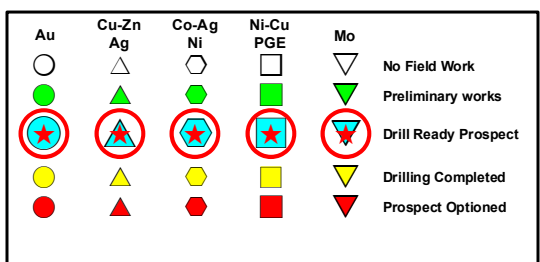 Au Cu-Zn Ag Co-Ag Ni Ni-Cu PGE Mo
No Field Work
Preliminary works
Drill Ready Prospect
Drilling Completed
Prospect Optioned